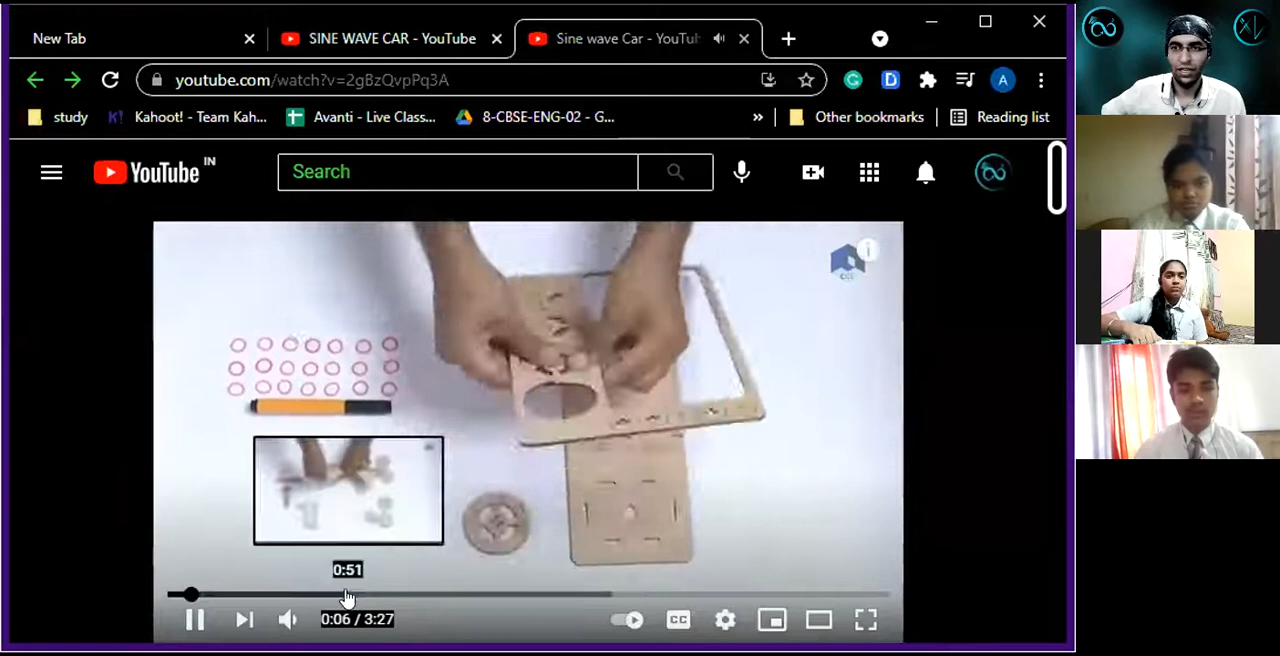 New Tab
SINE WAVE CAR - YouTube
Sine wave Car - YouTub
youtube.com/watch?v=2gBzQvpPq3A
study
Kahoot! - Team Kah...
Avanti - Live Class...
8-CBSE-ENG-02 - G...
»
Other bookmarks
Reading list
YouTube IN
Search
0:51
0:06 / 3:27
CC